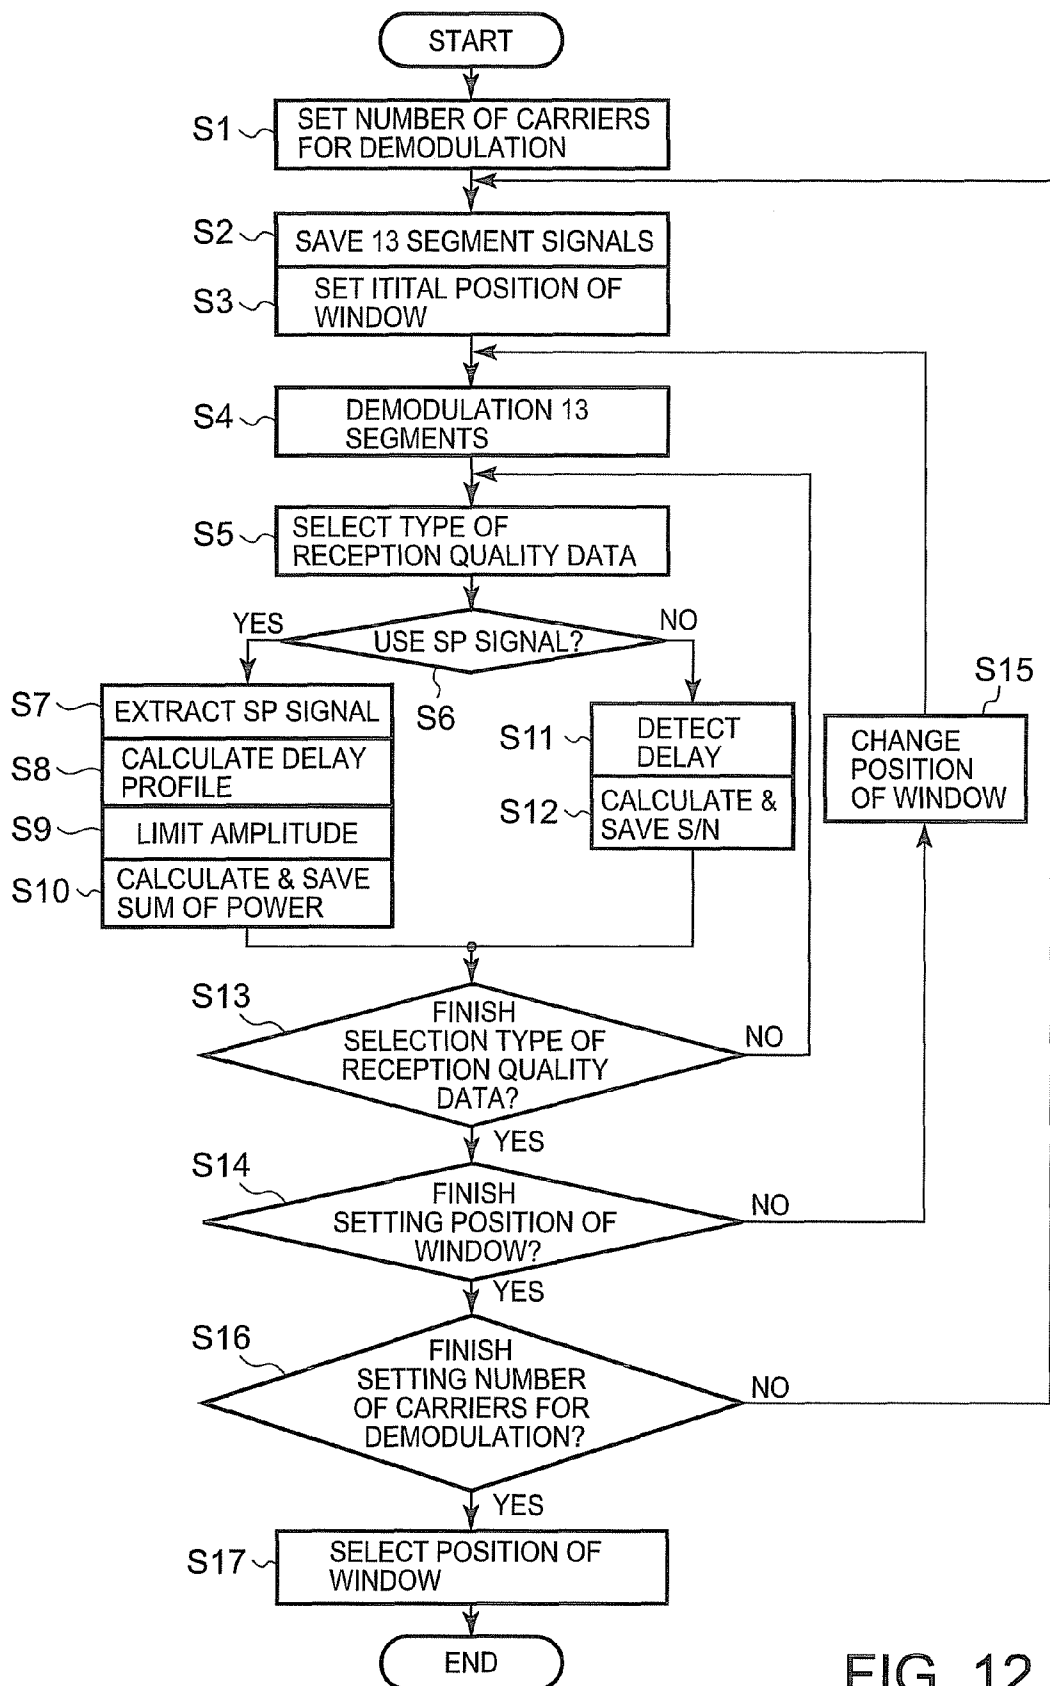 START
S1
SET NUMBER OF CARRIERS
FOR DEMODULATION
S2
SAVE 13 SEGMENT SIGNALS
S3
SET ITITAL POSITION OF
WINDOW
S4
DEMODULATION 13
SEGMENTS
S5
SELECT TYPE OF
RECEPTION QUALITY DATA
YES
USE SP SIGNAL?
NO
S6
S7
EXTRACT SP SIGNAL
S8
CALCULATE DELAY
PROFILE
S9
LIMIT AMPLITUDE
S10
CALCULATE & SAVE
SUM OF POWER
S11
DETECT
DELAY
S12
CALCULATE &
SAVE S/N
S15
CHANGE
POSITION
OF WINDOW
S13
FINISH
SELECTION TYPE OF
RECEPTION QUALITY
DATA?
NO
YES
S14
FINISH
SETTING POSITION OF
WINDOW?
NO
YES
S16
FINISH
SETTING NUMBER
OF CARRIERS FOR
DEMODULATION?
NO
YES
S17
SELECT POSITION OF
WINDOW
END
FIG. 12